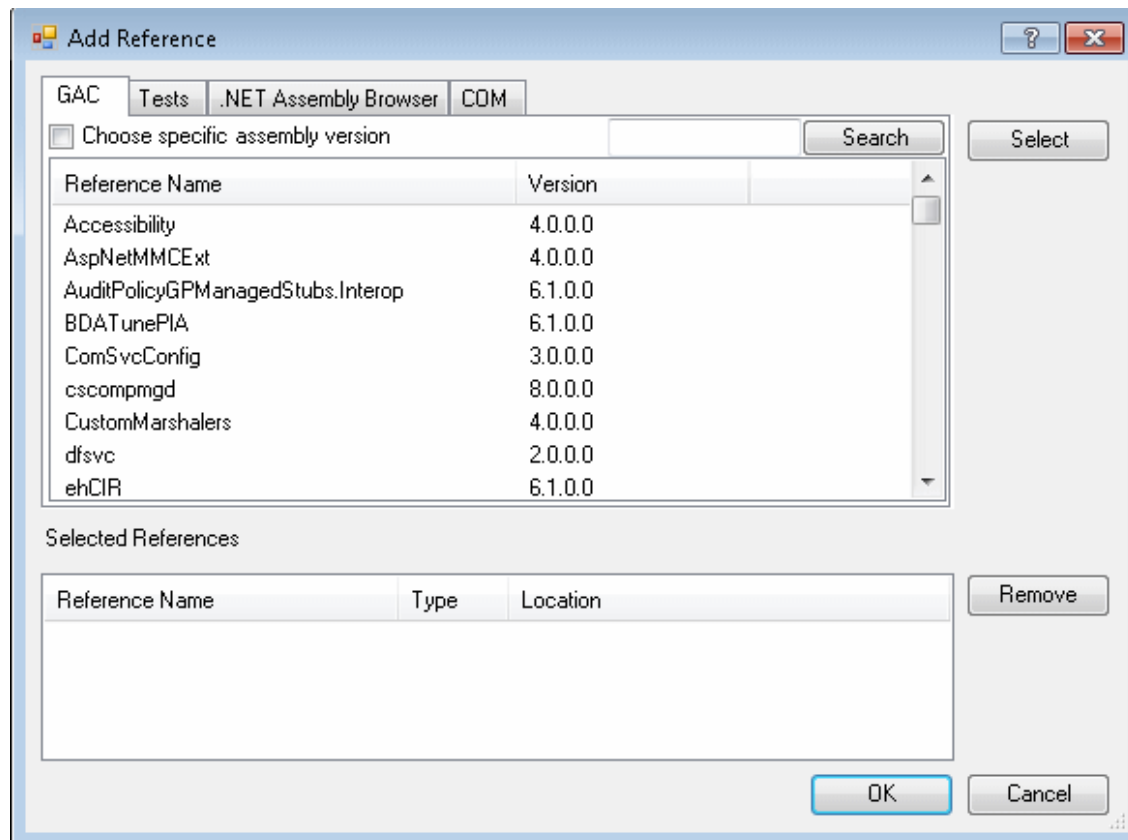 Add Reference
GAC Tests .NET Assembly Browser COM
Choose specific assembly version Search Select
Reference Name Version
Accessibility 4.0.0.0
AspNetMMCExt 4.0.0.0
AuditPolicyGPManagedStubs.Interop 6.1.0.0
BDATunePIA 6.1.0.0
ComSvcConfig 3.0.0.0
cscompmgd 8.0.0.0
CustomMarshalers 4.0.0.0
dfsvc 2.0.0.0
ehCIR 6.1.0.0
Selected References
Reference Name Type Location Remove
OK Cancel